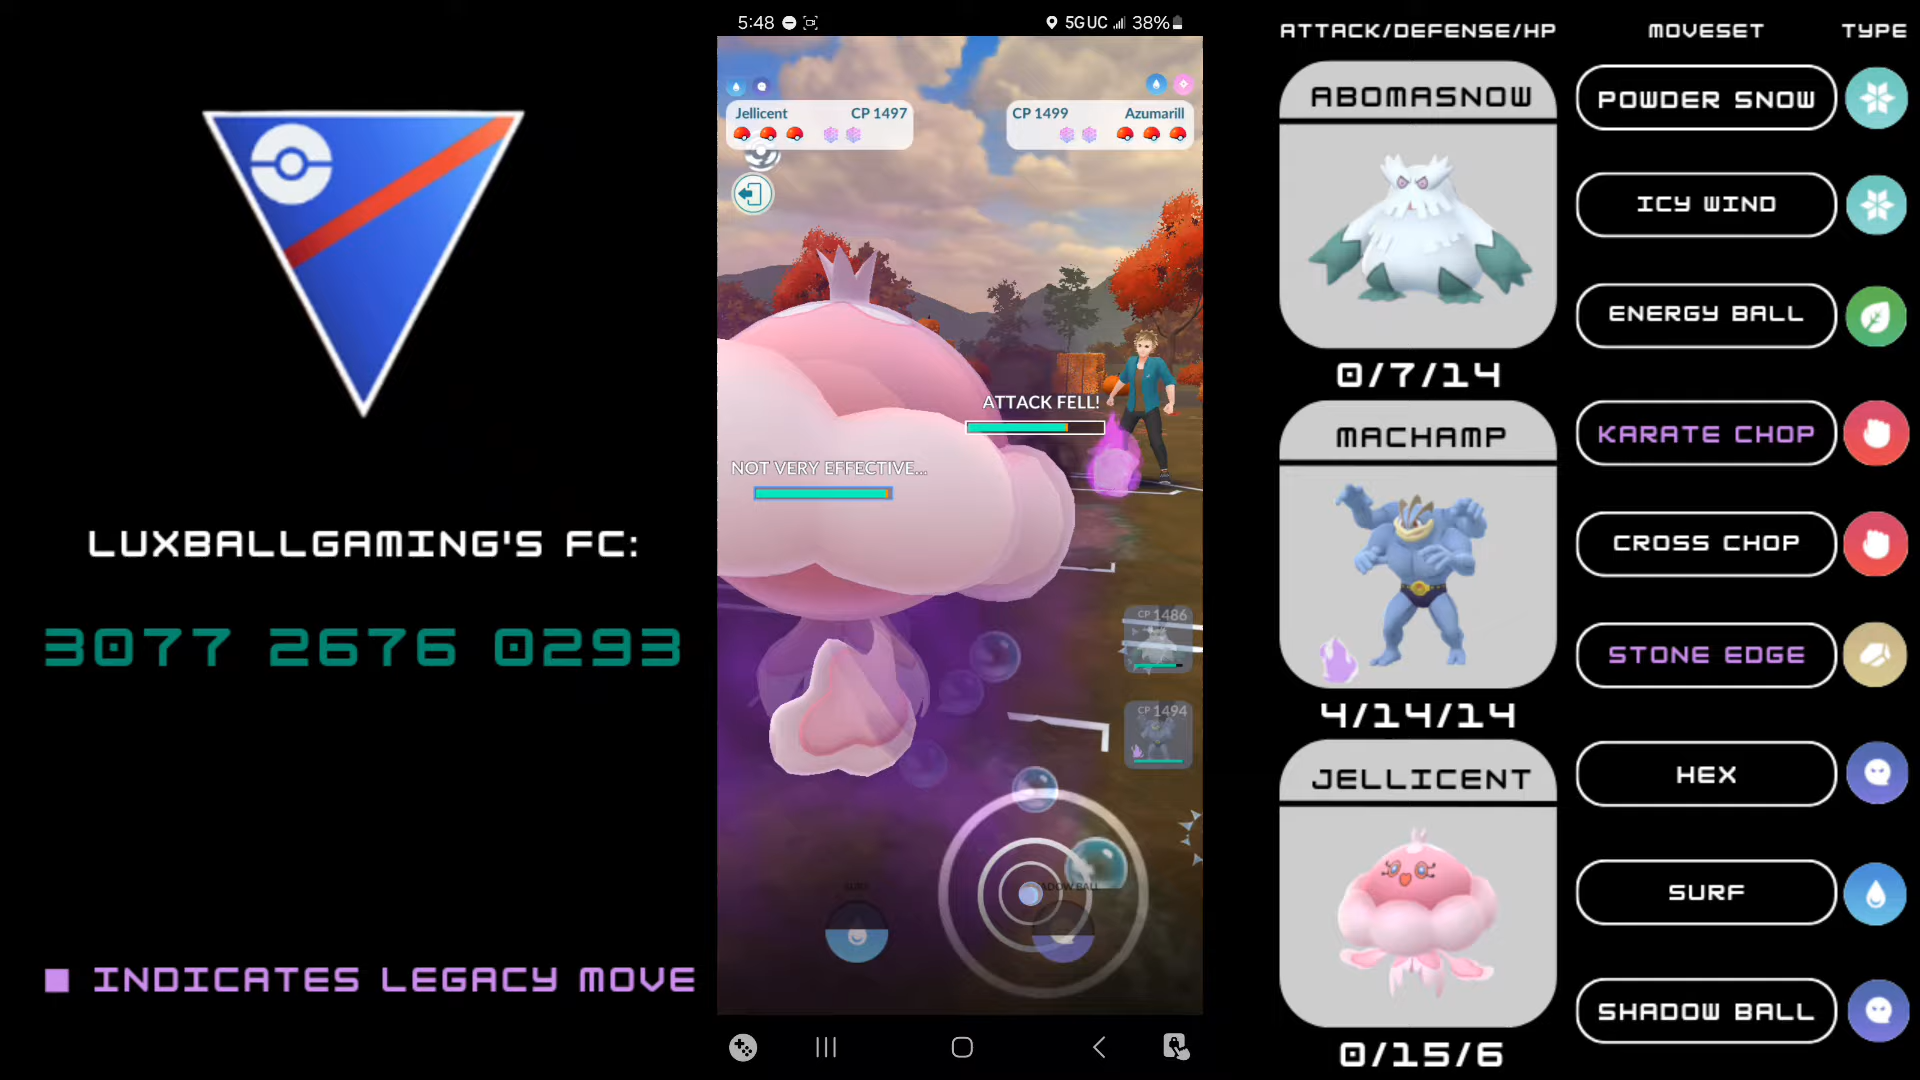 LUXBALLGAMING'S FC:
3077 2676 0293
INDICATES LEGACY MOVE
5:48
5GUC
38%
Jellicent CP 1497
CP 1499 Azumarill
ATTACK FELL!
NOT VERY EFFECTIVE...
CP 1486
CP 1494
SURF
ATTACK/DEFENSE/HP
MOVESET
TYPE
ABOMASNOW
0/7/14
POWDER SNOW
ICY WIND
ENERGY BALL
MACHAMP
4/14/14
KARATE CHOP
CROSS CHOP
STONE EDGE
JELLICENT
0/15/6
HEX
SURF
SHADOW BALL